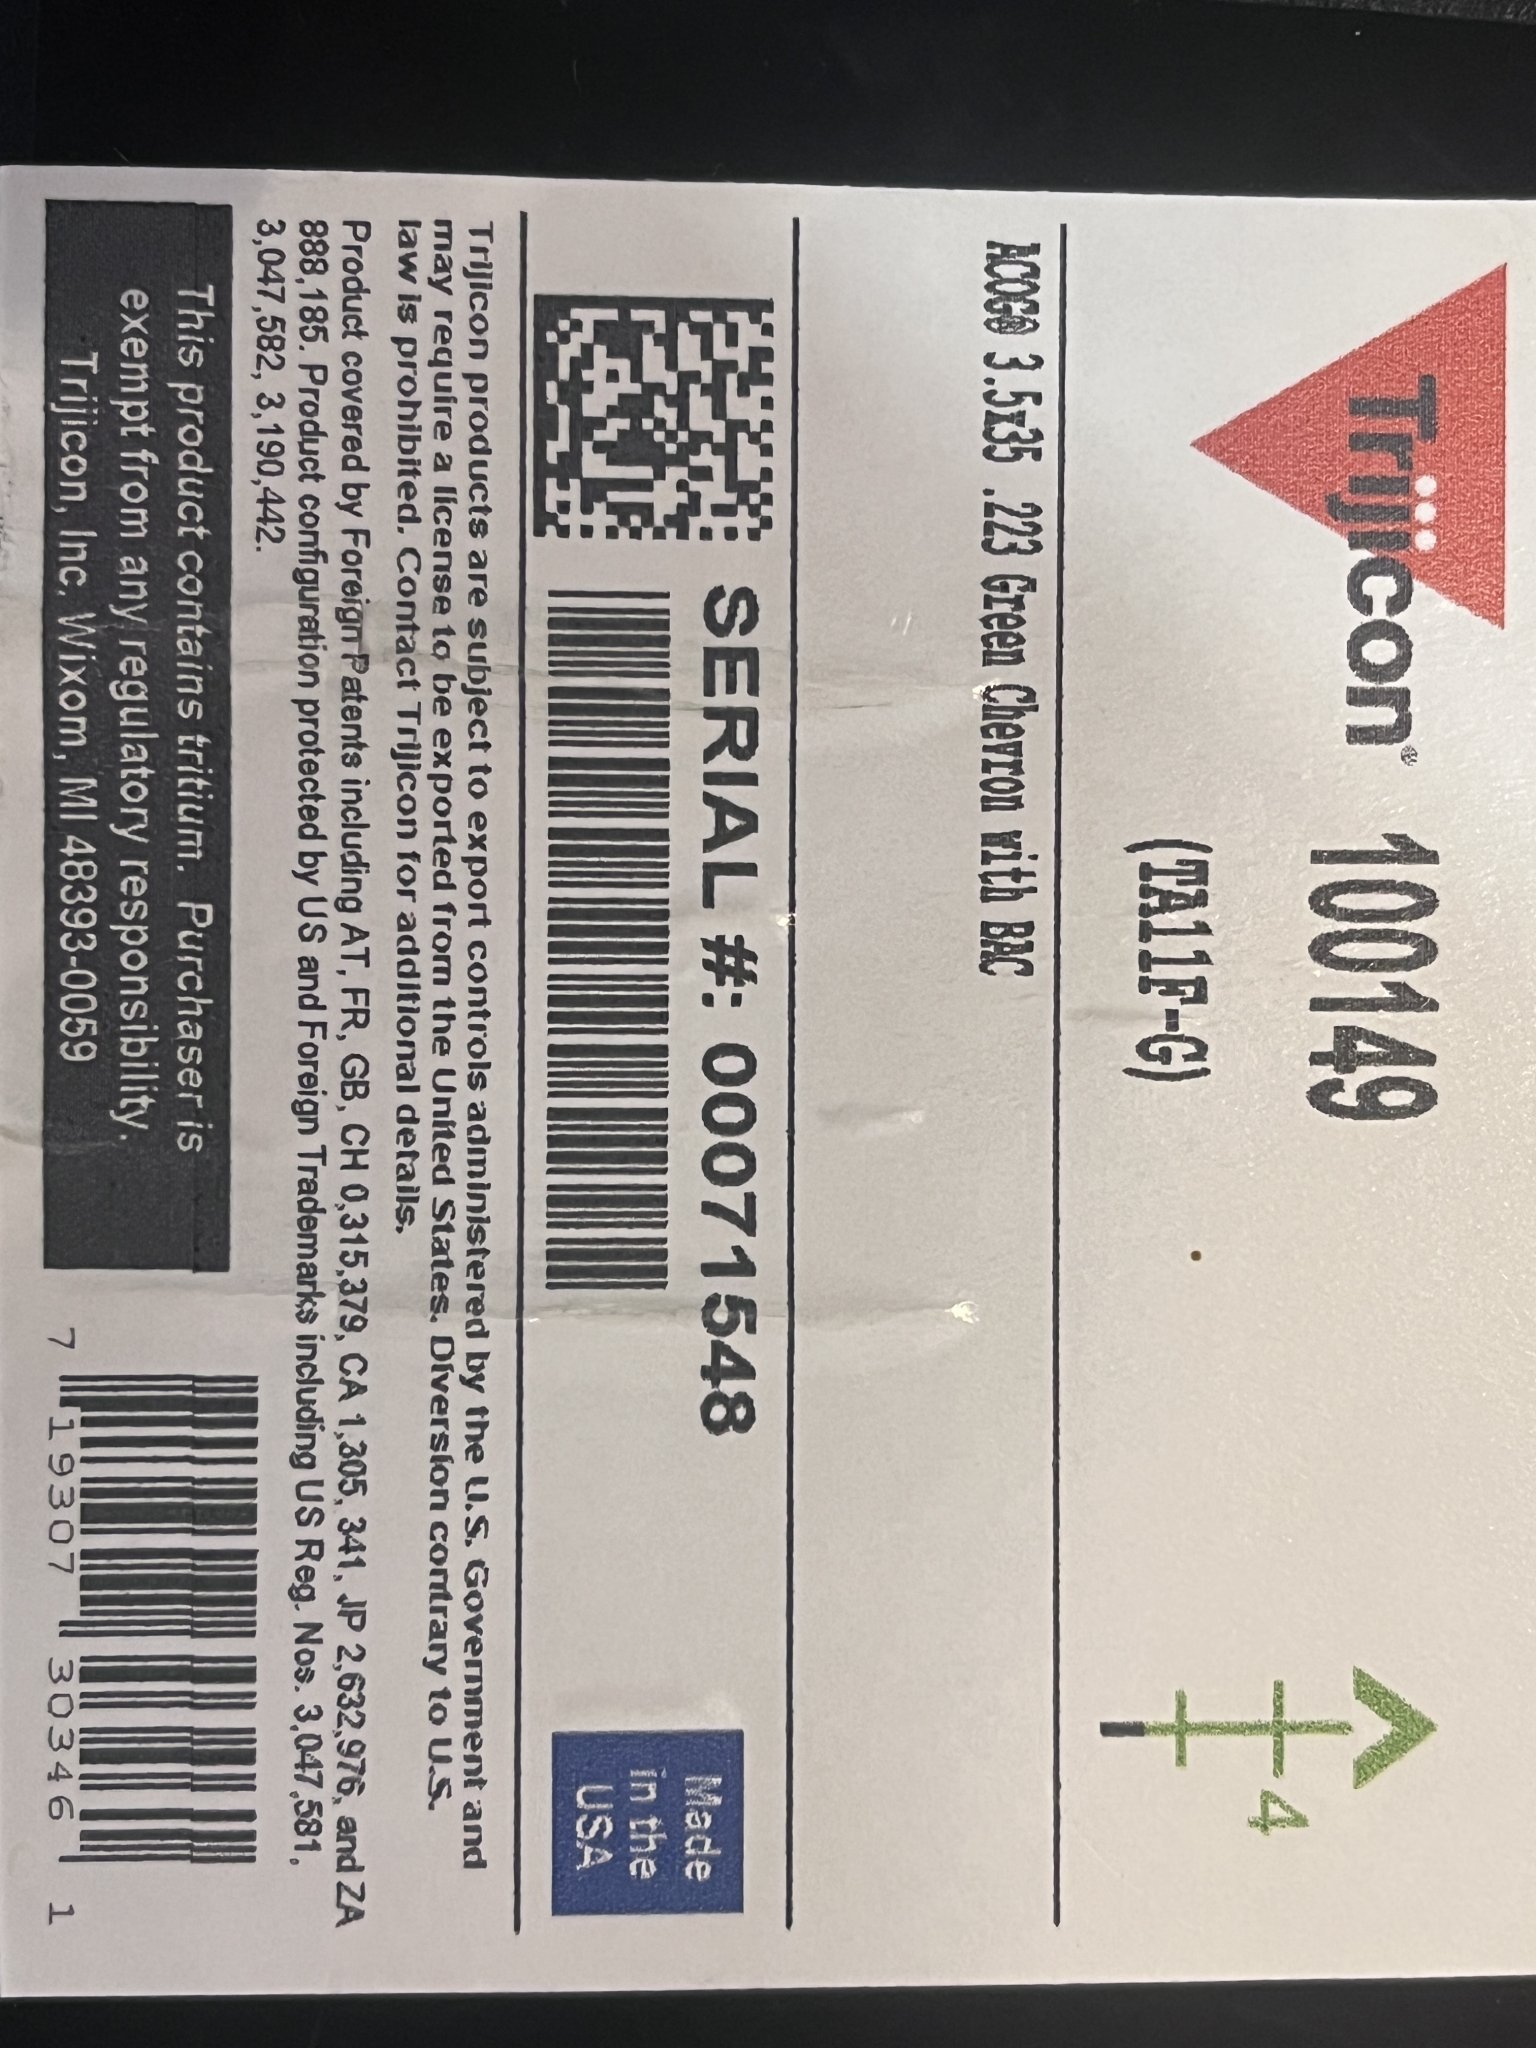 Trijicon® 100149
(TA11F-G)
4
ACOG® 3.5x35 .223 Green Chevron with BAC
SERIAL #: 00071548
Made
in the
USA
Trijicon products are subject to export controls administered by the U.S. Government and
may require a license to be exported from the United States. Diversion contrary to U.S.
law is prohibited. Contact Trijicon for additional details.
Product covered by Foreign Patents including AT, FR, GB, CH 0,315,379, CA 1,305, 341, JP 2,632,976, and ZA
888,185. Product configuration protected by US and Foreign Trademarks including US Reg. Nos. 3,047,581,
3,047,582, 3,190,442.
This product contains tritium. Purchaser is
exempt from any regulatory responsibility.
Trijicon, Inc. Wixom, MI 48393-0059
7 19307 30346 1